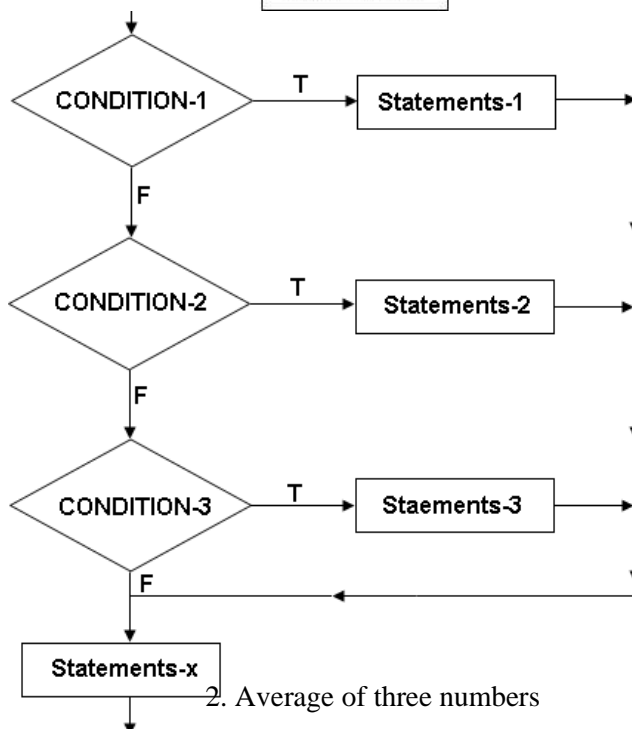 CONDITION-1
T
Statements-1
F
CONDITION-2
T
Statements-2
F
CONDITION-3
T
Staements-3
F
Statements-x
2. Average of three numbers